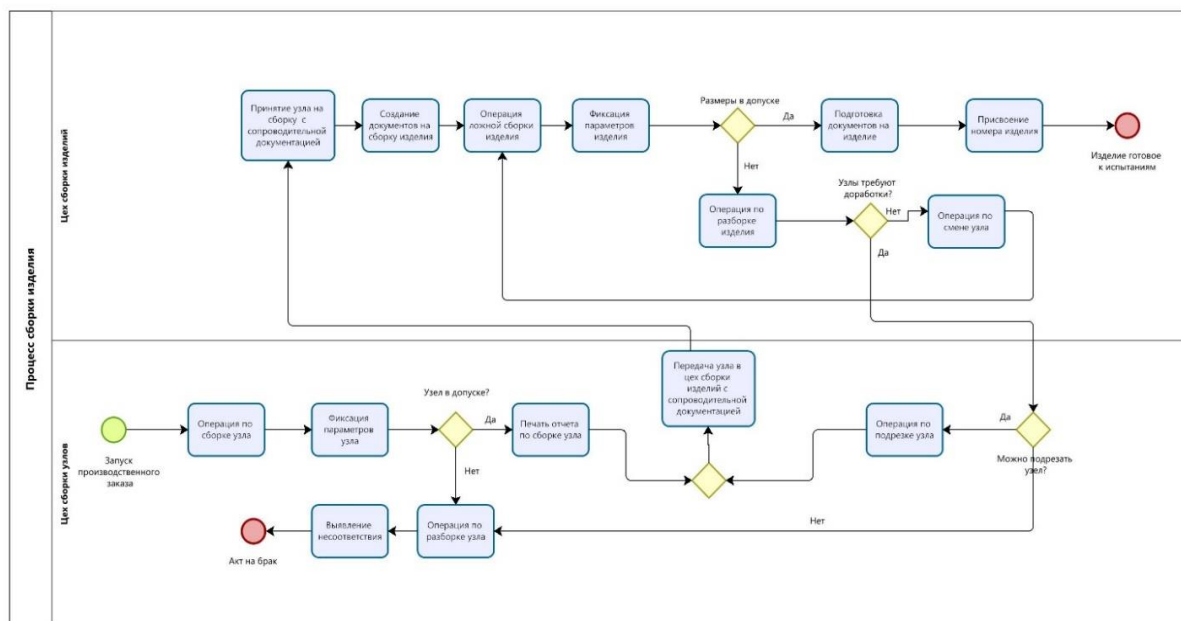 Процесс сборки изделия
Цех сборки изделий
Принятие узла на
сборку с
сопроводительной
документацией
Создание
документов на
сборку изделия
Операция
ложной сборки
изделия
Фиксация
параметров
изделия
Размеры в допуске
Да
Нет
Подготовка
документов на
изделие
Присвоение
номера изделия
Изделие готовое
к испытаниям
Операция по
разборке
изделия
Узлы требуют
доработки?
Нет
Да
Операция по
смене узла
Цех сборки узлов
Запуск
производственного
заказа
Операция по
сборке узла
Фиксация
параметров
узла
Узел в допуске?
Да
Нет
Печать отчета
по сборке узла
Передача узла в
цех сборки
изделий с
сопроводительной
документацией
Операция по
подрезке узла
Да
Можно подрезать
узел?
Нет
Операция по
разборке узла
Выявление
несоответствия
Акт на брак